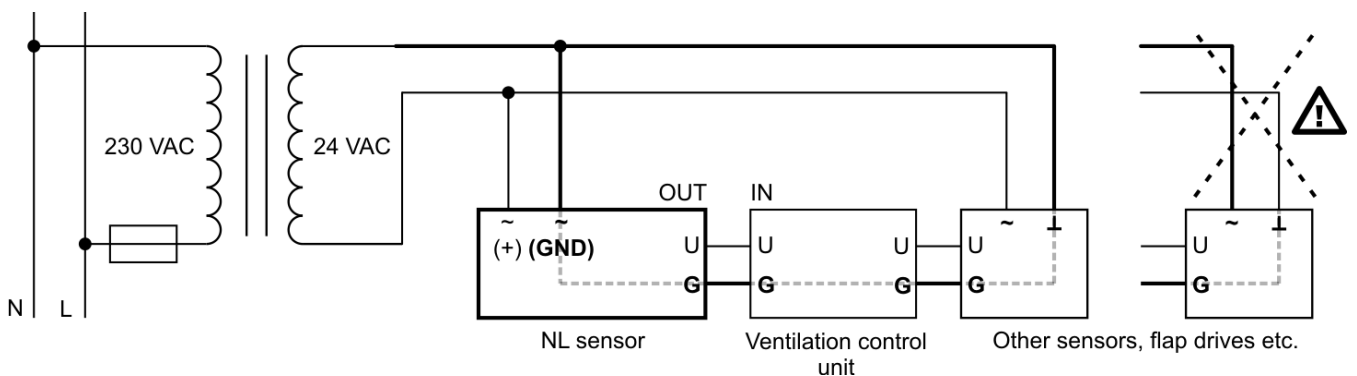 230 VAC
24 VAC
N
L
OUT
IN
~
~
(+) (GND)
U
G
U
G
U
G
~
⊥
U
G
~
⊥
U
G
!
NL sensor
Ventilation control
unit
Other sensors, flap drives etc.